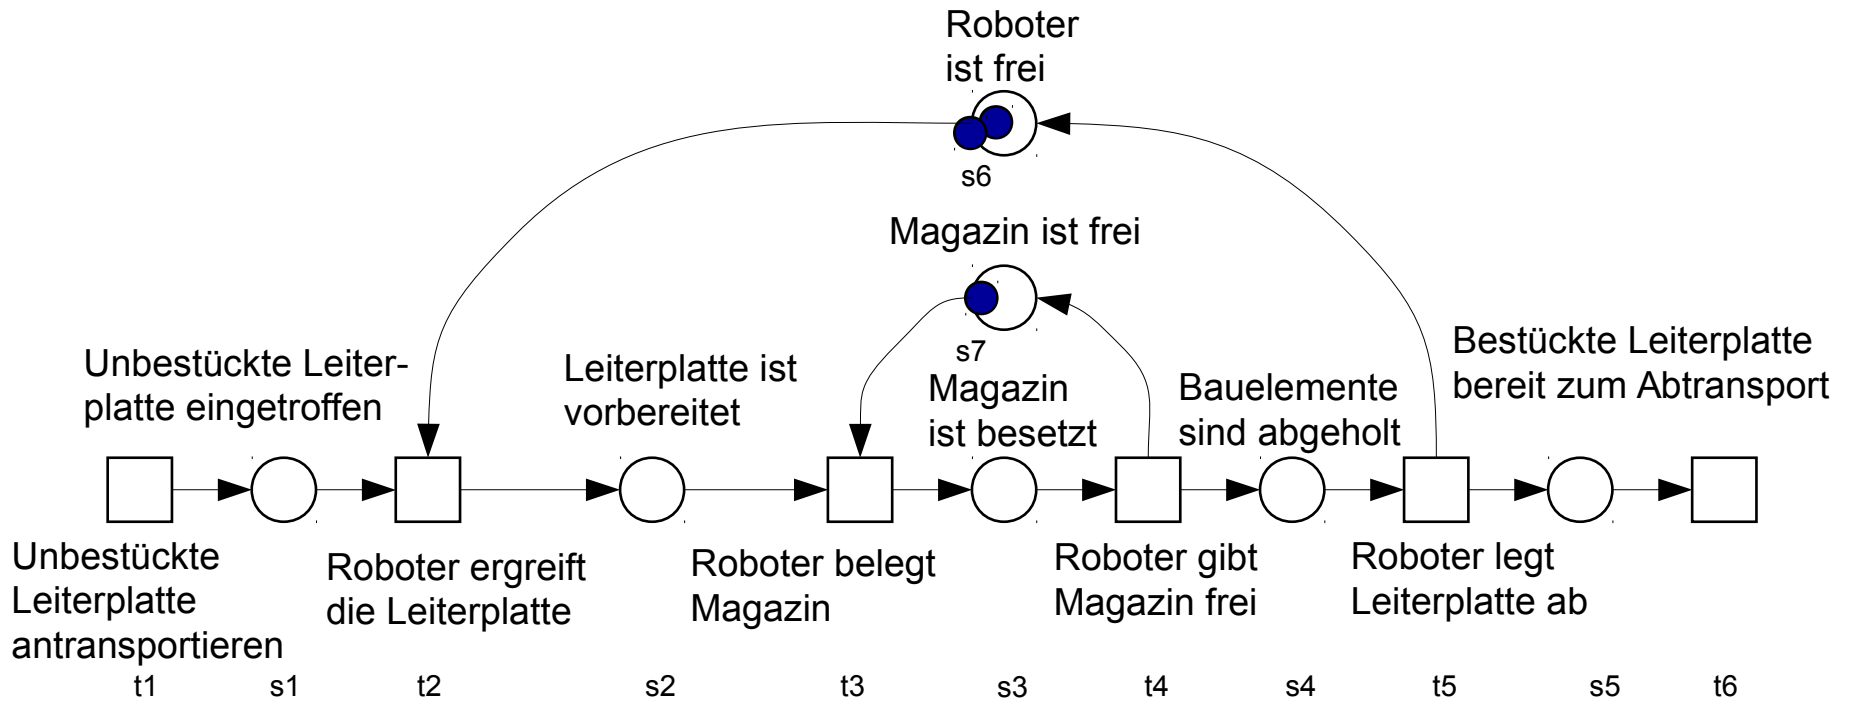 Roboter
ist frei
s6
Magazin ist frei
s7
Unbestückte Leiter-
platte eingetroffen
Leiterplatte ist
vorbereitet
Magazin
ist besetzt
Bauelemente
sind abgeholt
Bestückte Leiterplatte
bereit zum Abtransport
Unbestückte
Leiterplatte
antransportieren
Roboter ergreift
die Leiterplatte
Roboter belegt
Magazin
Roboter gibt
Magazin frei
Roboter legt
Leiterplatte ab
t1 s1 t2 s2 t3 s3 t4 s4 t5 s5 t6